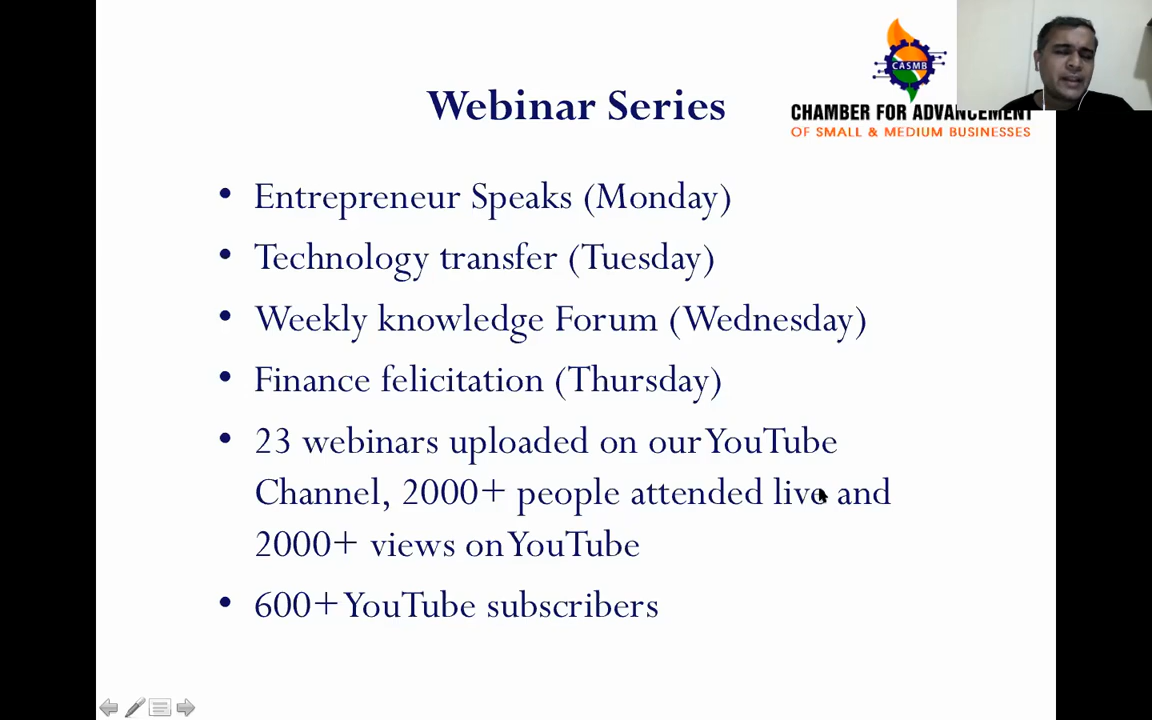 CASMB
CHAMBER FOR ADVANCEMENT
OF SMALL & MEDIUM BUSINESSES
Webinar Series
• Entrepreneur Speaks (Monday)
• Technology transfer (Tuesday)
• Weekly knowledge Forum (Wednesday)
• Finance felicitation (Thursday)
• 23 webinars uploaded on our YouTube
Channel, 2000+ people attended live and
2000+ views on YouTube
• 600+ YouTube subscribers